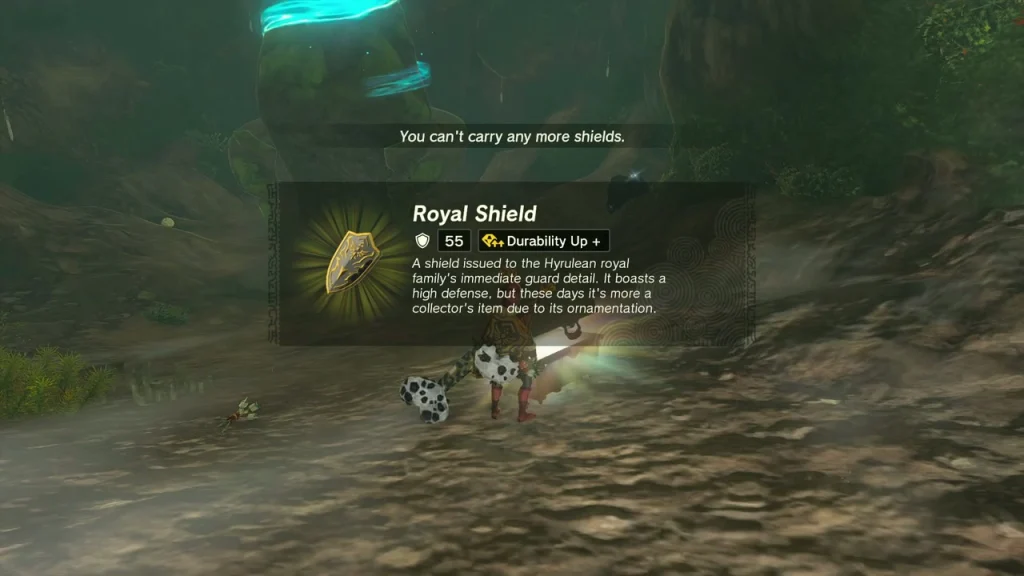 You can't carry any more shields.
Royal Shield
55 Durability Up +
A shield issued to the Hyrulean royal
family's immediate guard detail. It boasts a
high defense, but these days it's more a
collector's item due to its ornamentation.